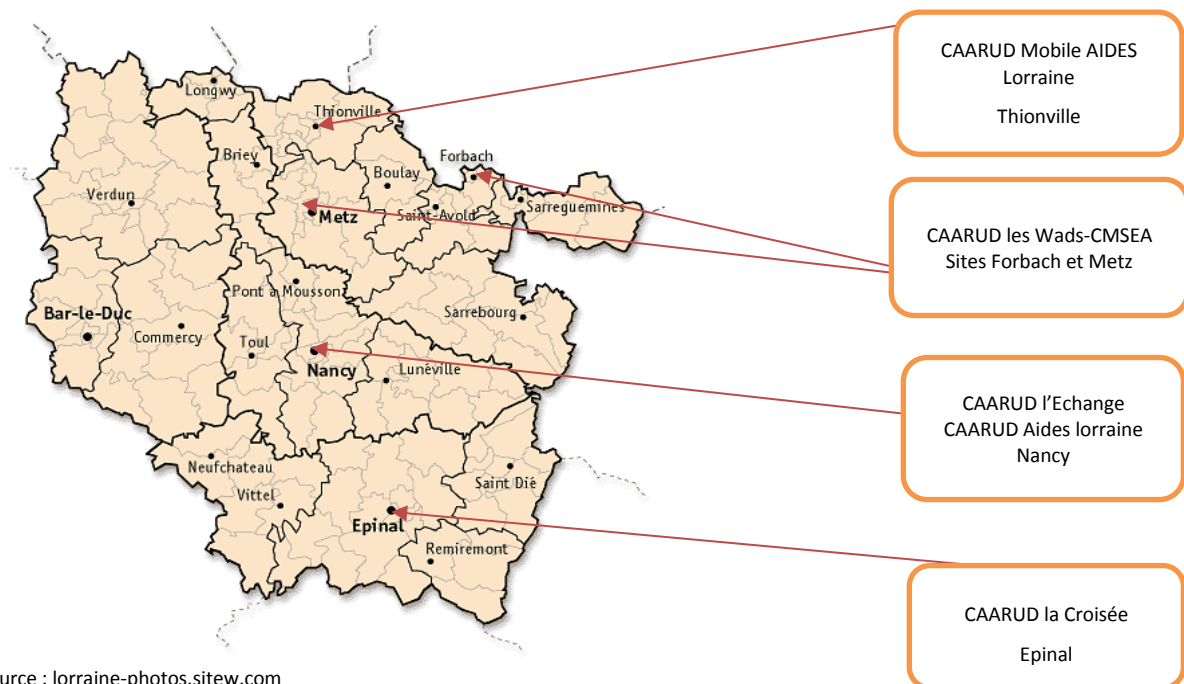 CAARUD Mobile AIDES
Lorraine
Thionville
Longwy
Thionville
Briey
Boulay
Forbach
Verdun
Metz
Saint-Avold
Sarreguemines
CAARUD les Wads-CMSEA
Sites Forbach et Metz
Pont à Mousson
Bar-le-Duc
Commercy
Toul
Nancy
Lunéville
Sarrebourg
CAARUD l'Echange
CAARUD Aides lorraine
Nancy
Neufchateau
Vittel
Epinal
Saint Dié
Remiremont
CAARUD la Croisée
Epinal
urce : lorraine-photos.sitew.com